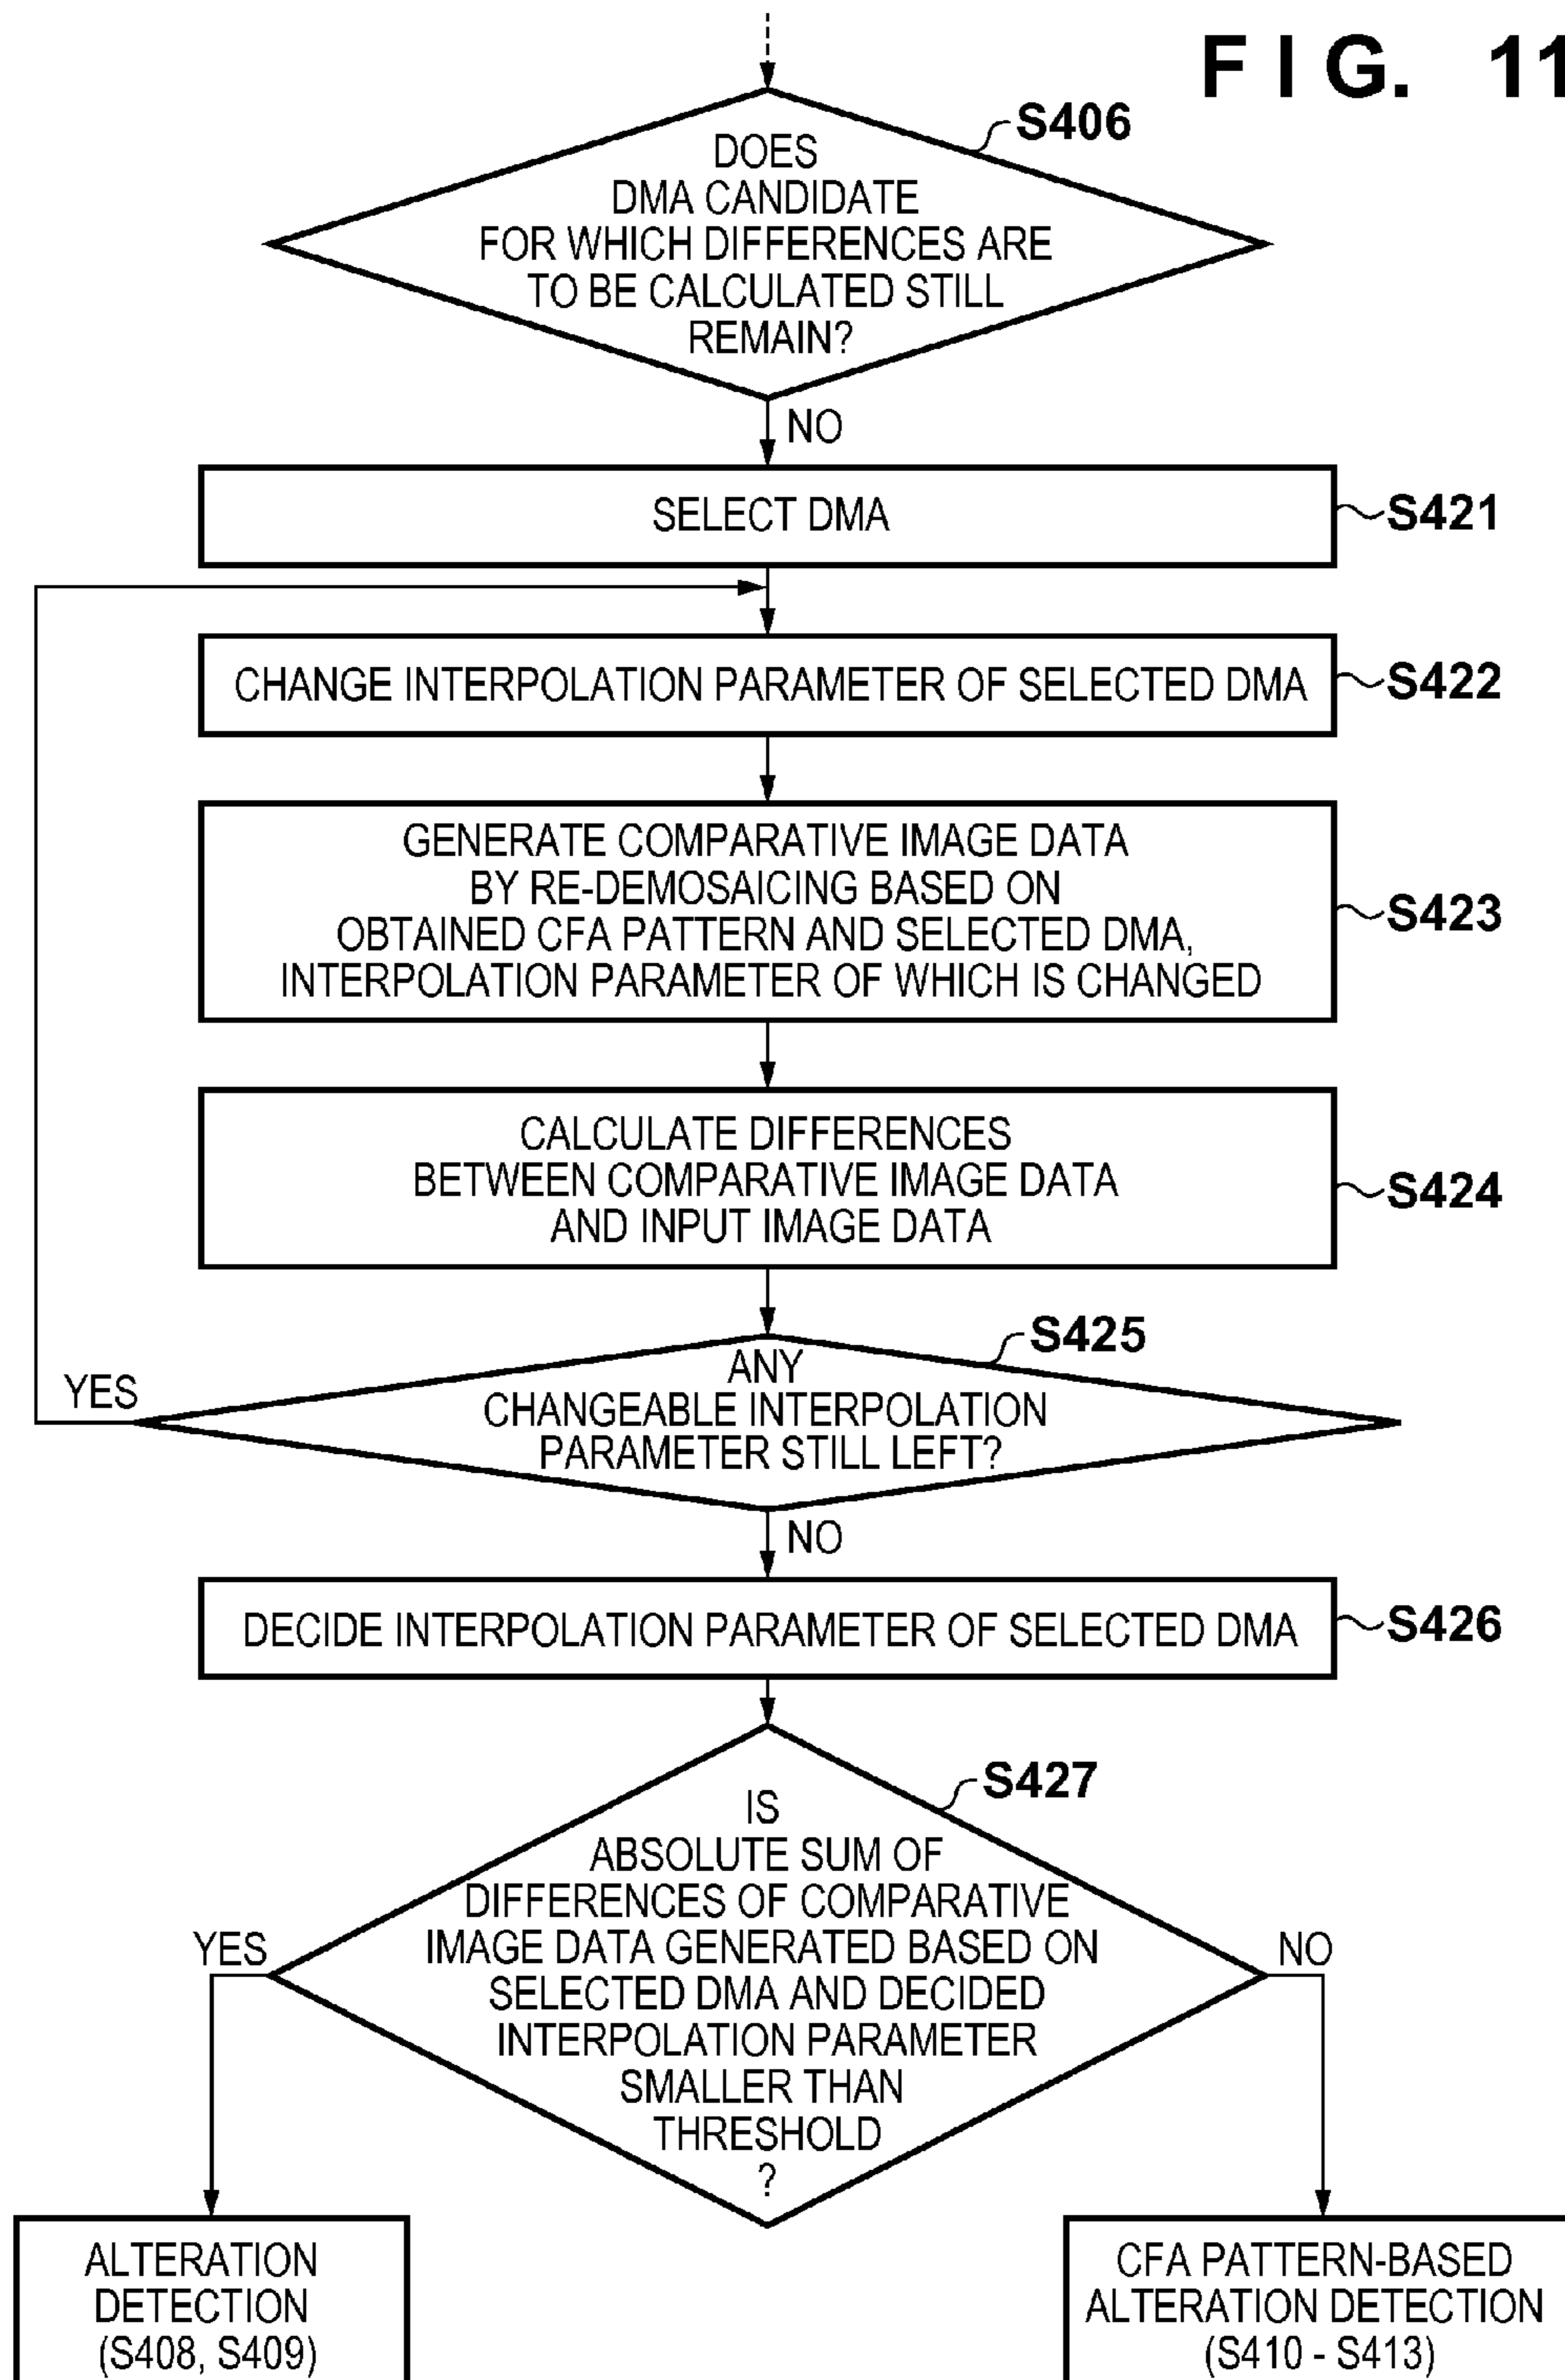 F I G. 11
S406
DOES
DMA CANDIDATE
FOR WHICH DIFFERENCES ARE
TO BE CALCULATED STILL
REMAIN?
NO
SELECT DMA
S421
CHANGE INTERPOLATION PARAMETER OF SELECTED DMA
S422
GENERATE COMPARATIVE IMAGE DATA
BY RE-DEMOSAICING BASED ON
OBTAINED CFA PATTERN AND SELECTED DMA,
INTERPOLATION PARAMETER OF WHICH IS CHANGED
S423
CALCULATE DIFFERENCES
BETWEEN COMPARATIVE IMAGE DATA
AND INPUT IMAGE DATA
S424
S425
YES
ANY
CHANGEABLE INTERPOLATION
PARAMETER STILL LEFT?
NO
DECIDE INTERPOLATION PARAMETER OF SELECTED DMA
S426
S427
IS
ABSOLUTE SUM OF
DIFFERENCES OF COMPARATIVE
IMAGE DATA GENERATED BASED ON
SELECTED DMA AND DECIDED
INTERPOLATION PARAMETER
SMALLER THAN
THRESHOLD
?
YES
NO
ALTERATION
DETECTION
(S408, S409)
CFA PATTERN-BASED
ALTERATION DETECTION
(S410 - S413)